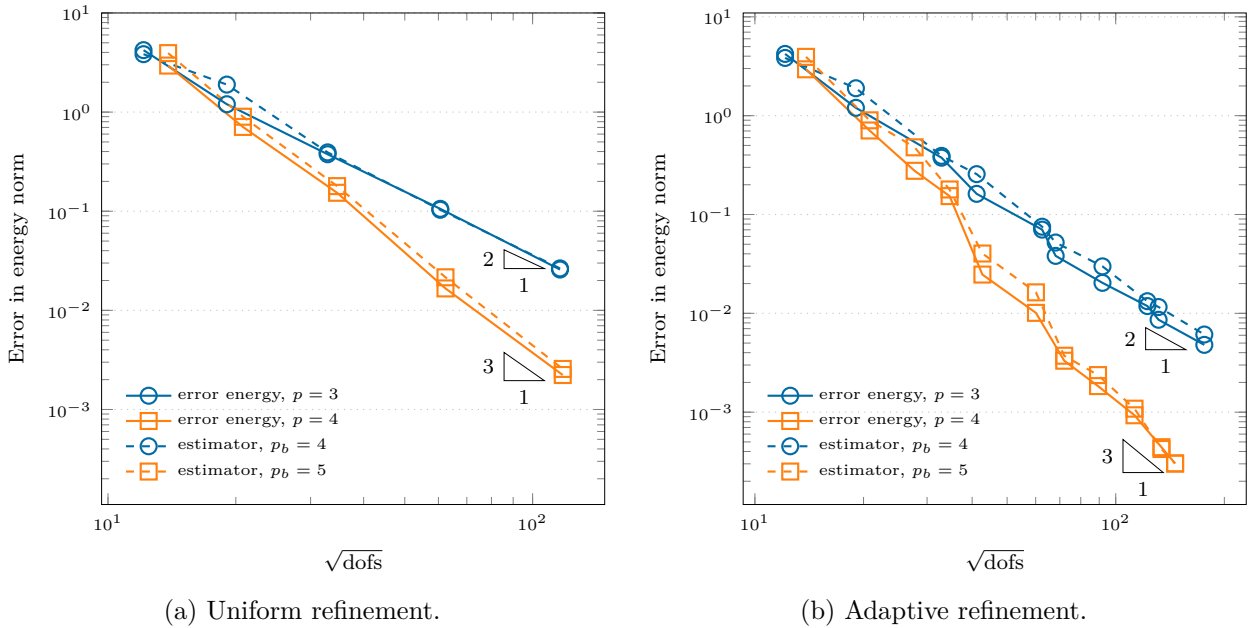 10^1
10^0
10^{-1}
10^{-2}
10^{-3}
Error in energy norm
2
1
3
1
error energy, p = 3
error energy, p = 4
estimator, p_b = 4
estimator, p_b = 5
10^1
10^2
√dofs
(a) Uniform refinement.
10^1
10^0
10^{-1}
10^{-2}
10^{-3}
Error in energy norm
2
1
3
1
error energy, p = 3
error energy, p = 4
estimator, p_b = 4
estimator, p_b = 5
10^1
10^2
√dofs
(b) Adaptive refinement.